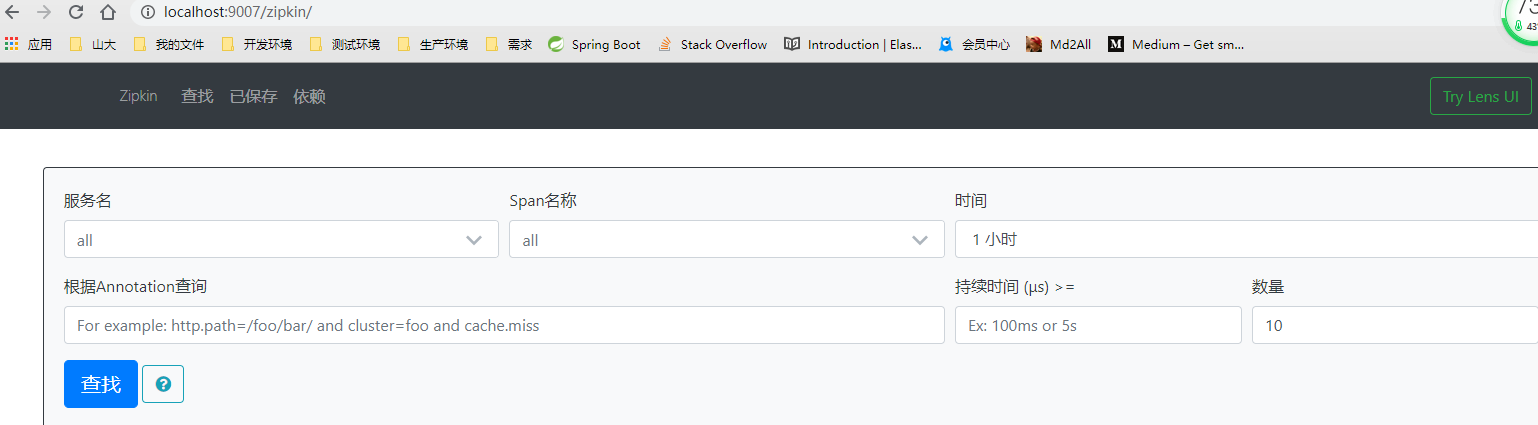 localhost:9007/zipkin/
应用 山大 我的文件 开发环境 测试环境 生产环境 需求 Spring Boot Stack Overflow Introduction | Elas... 会员中心 Md2All Medium – Get sm...
Zipkin 查找 已保存 依赖 Try Lens UI
服务名 Span名称 时间
all all 1 小时
根据Annotation查询 持续时间 (μs) >= 数量
For example: http.path=/foo/bar/ and cluster=foo and cache.miss Ex: 100ms or 5s 10
查找